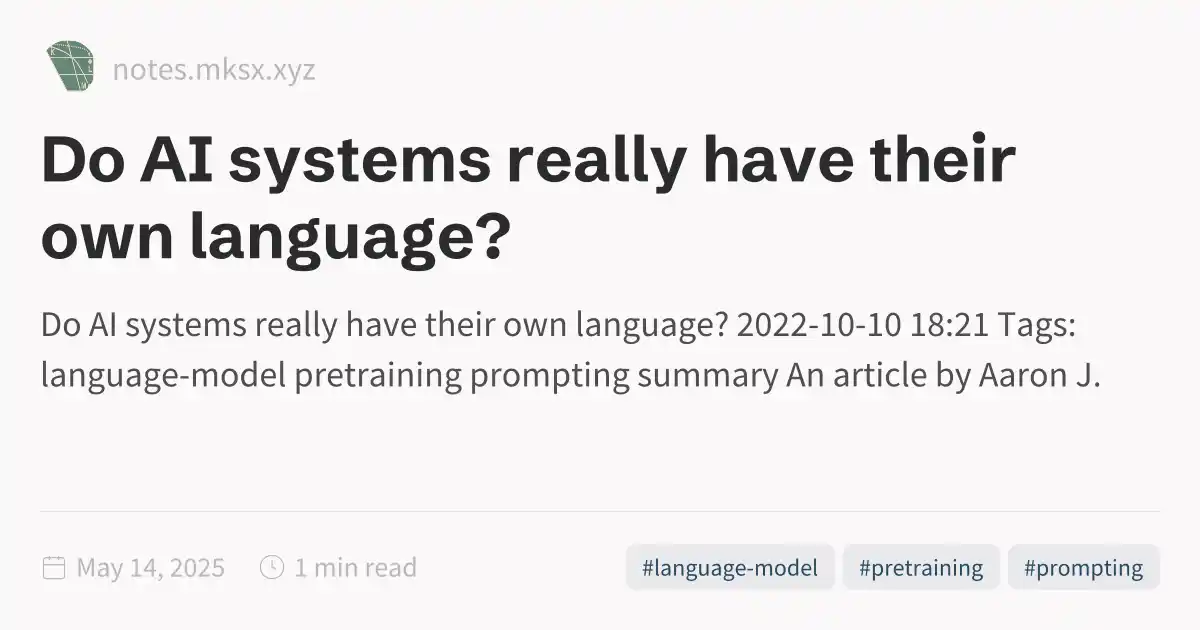 notes.mksx.xyz
Do AI systems really have their
own language?
Do AI systems really have their own language? 2022-10-10 18:21 Tags:
language-model pretraining prompting summary An article by Aaron J.
May 14, 2025 1 min read #language-model #pretraining #prompting